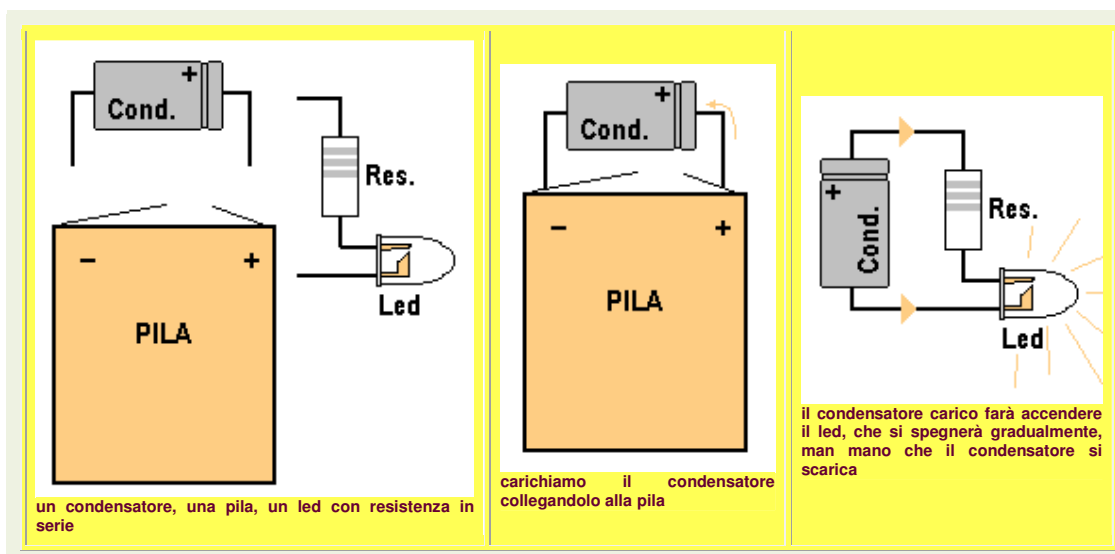 +
Cond.
Res.
- +
Led
PILA
un condensatore, una pila, un led con resistenza in
serie
+
Cond.
- +
PILA
carichiamo il condensatore
collegandolo alla pila
+
Cond.
Res.
Led
il condensatore carico farà accendere
il led, che si spegnerà gradualmente,
man mano che il condensatore si
scarica